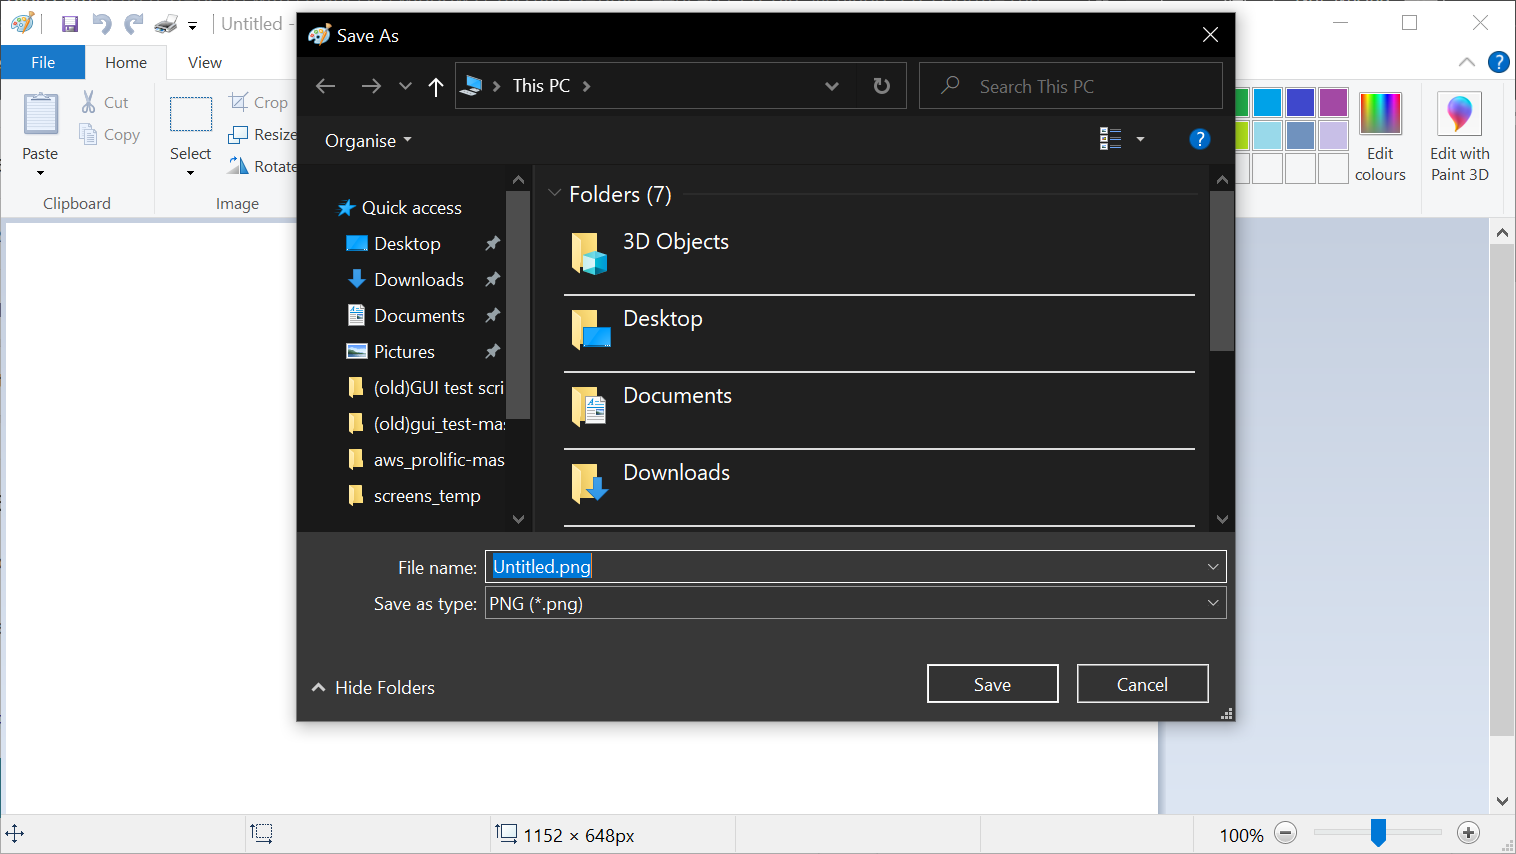 Untitled -
Save As
File
Home
View
This PC
Search This PC
Cut
Copy
Paste
Clipboard
Crop
Resize
Rotate
Select
Image
Organise
Edit colours
Edit with Paint 3D
Quick access
Desktop
Downloads
Documents
Pictures
(old)GUI test scri
(old)gui_test-mas
aws_prolific-mas
screens_temp
Folders (7)
3D Objects
Desktop
Documents
Downloads
File name: Untitled.png
Save as type: PNG (*.png)
Hide Folders
Save
Cancel
1152 × 648px
100%